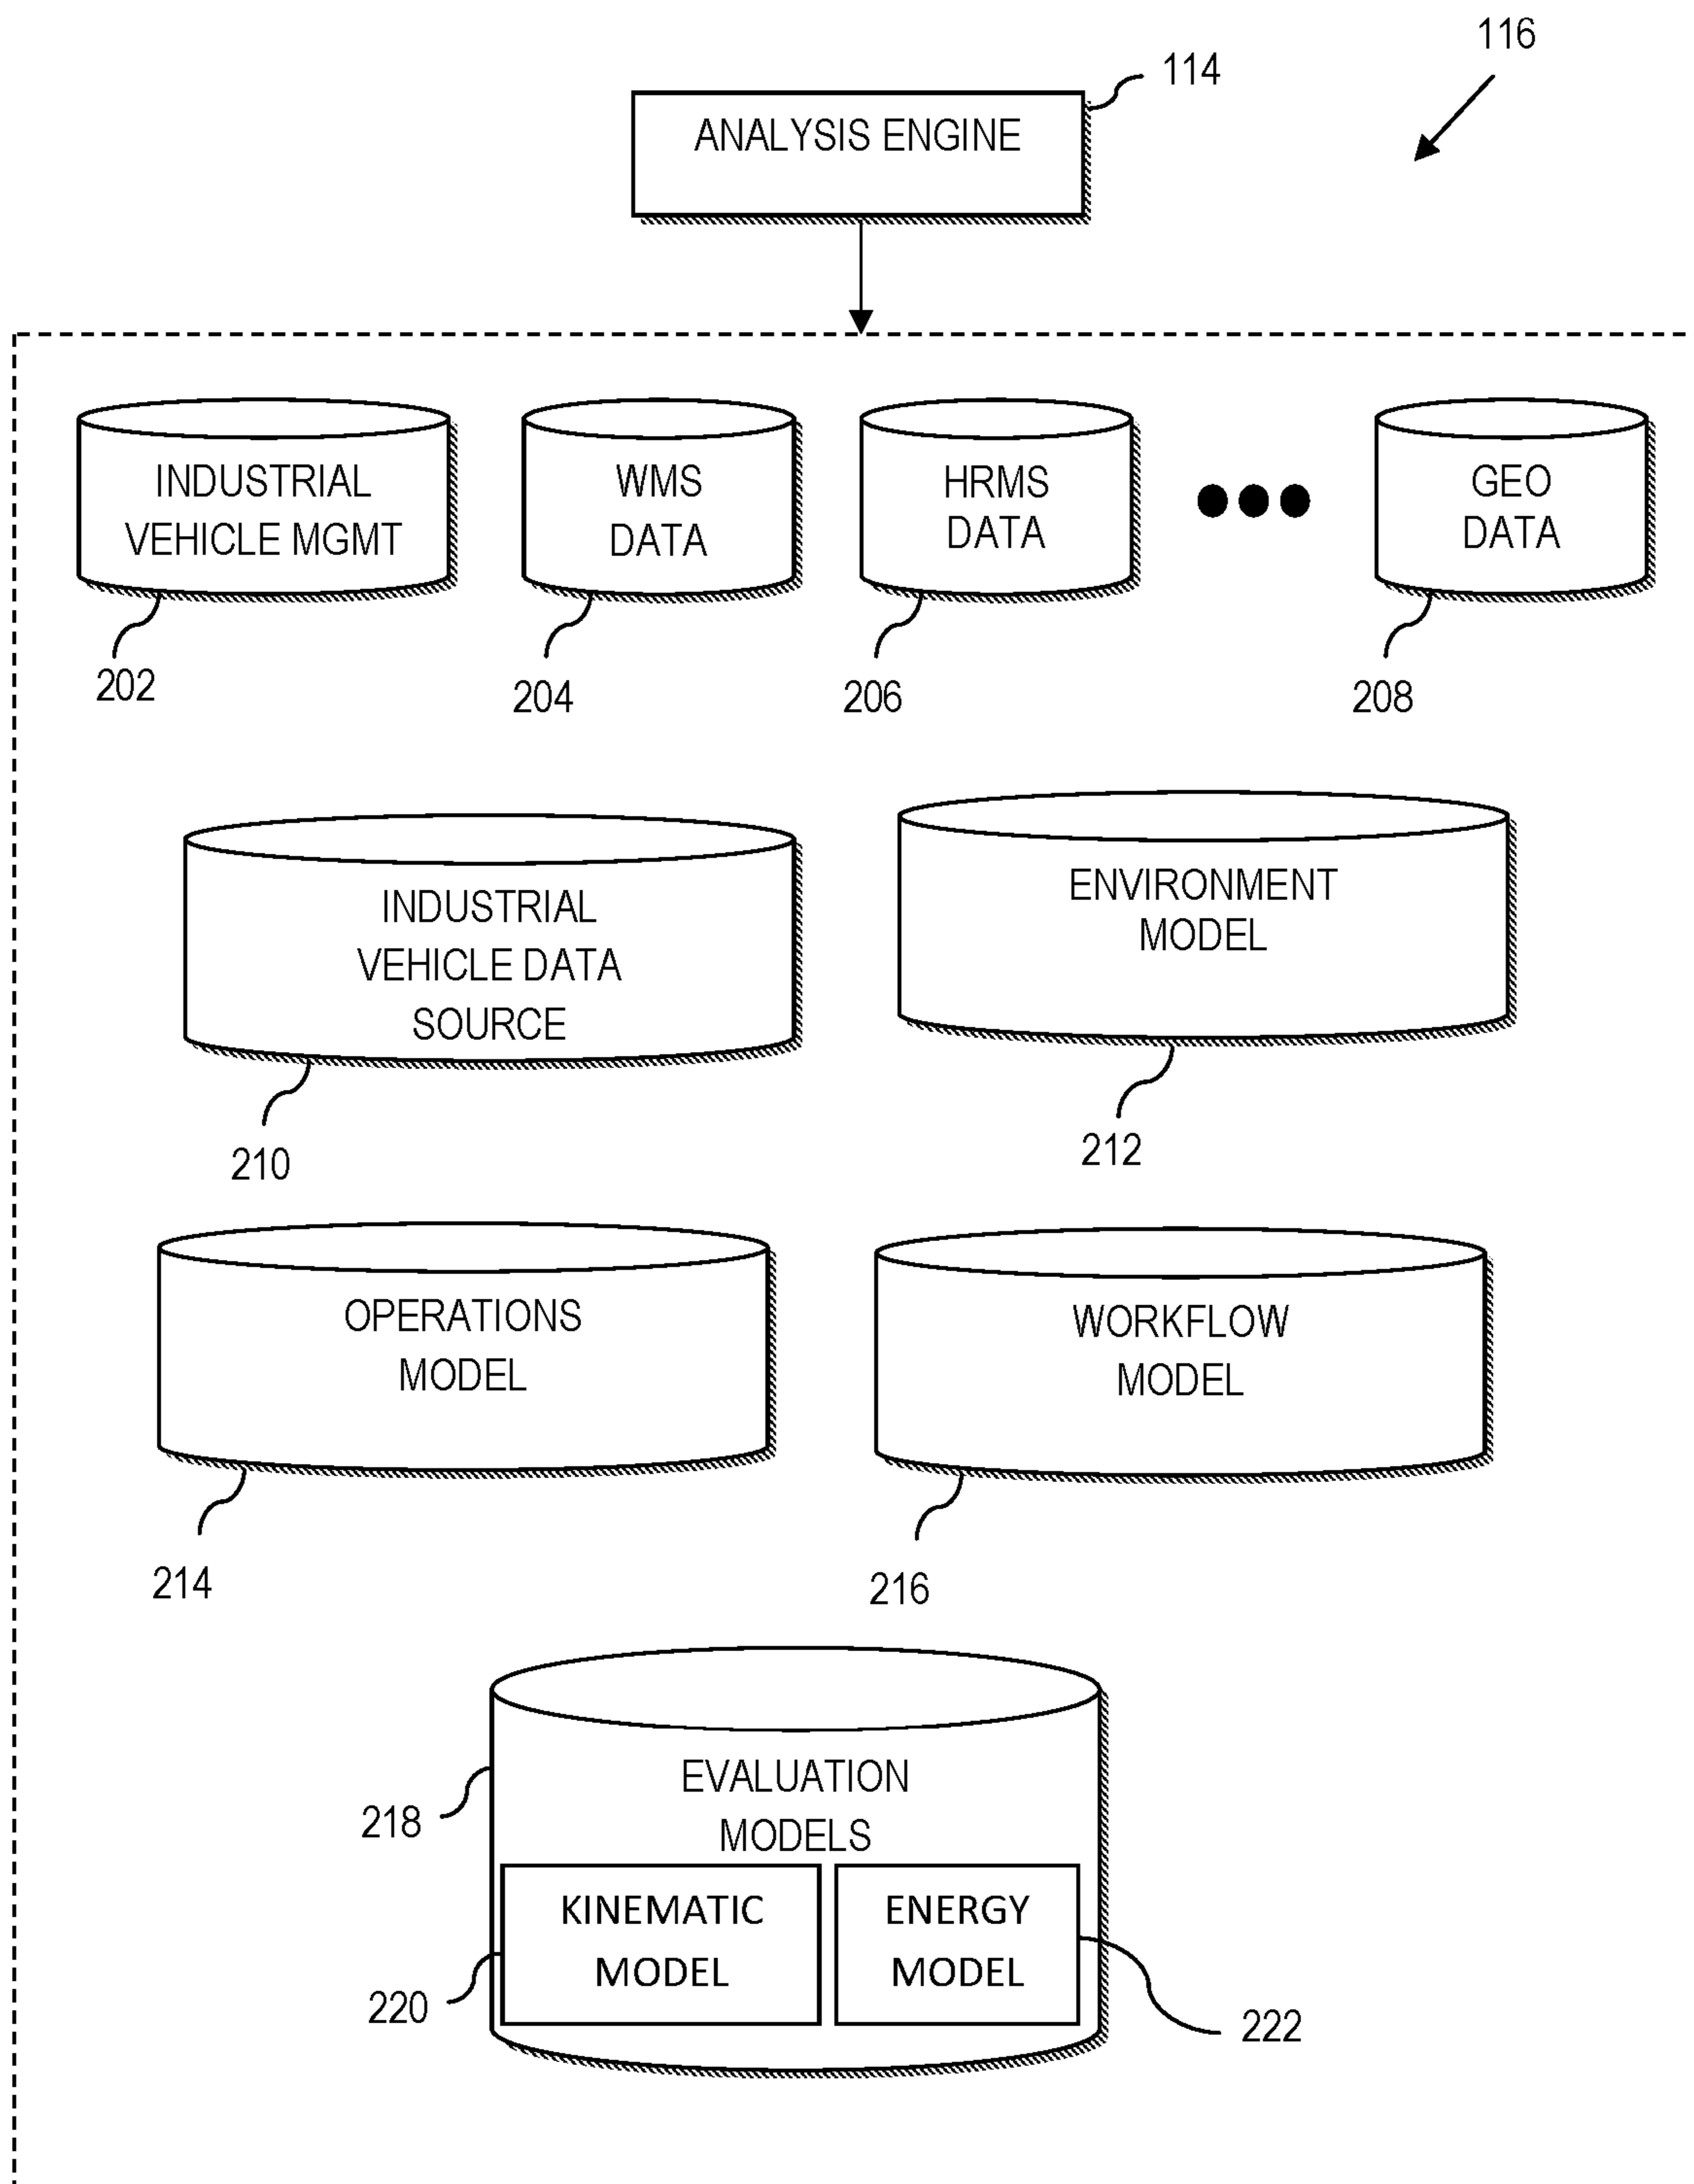 116
114
ANALYSIS ENGINE
INDUSTRIAL
VEHICLE MGMT
WMS
DATA
HRMS
DATA
GEO
DATA
202
204
206
208
INDUSTRIAL
VEHICLE DATA
SOURCE
ENVIRONMENT
MODEL
210
212
OPERATIONS
MODEL
WORKFLOW
MODEL
214
216
EVALUATION
MODELS
218
KINEMATIC
MODEL
ENERGY
MODEL
220
222